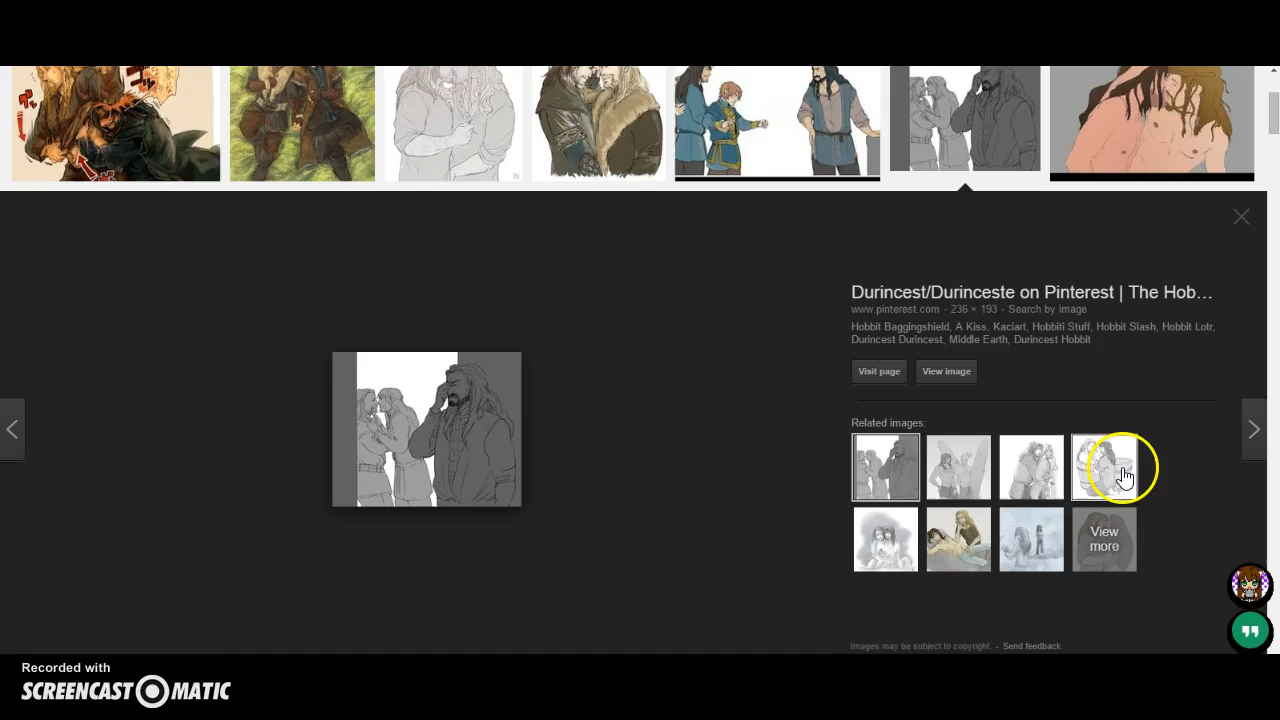 Durincest/Durinceste on Pinterest | The Hob...
www.pinterest.com - 236 × 193 - Search by image
Hobbit Baggingshield, A Kiss, Kaciart, Hobbiti Stuff, Hobbit Slash, Hobbit Lotr,
Durincest Durincest, Middle Earth, Durincest Hobbit
Visit page
View image
Related images:
View
more
Images may be subject to copyright. - Send feedback
Recorded with
SCREENCAST MATIC